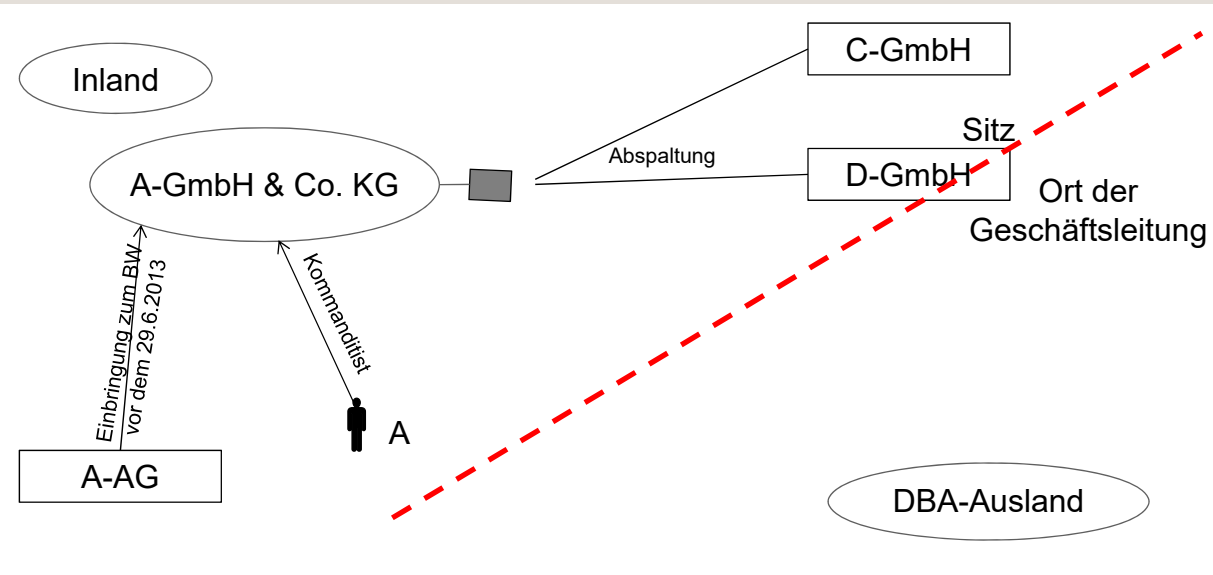 Inland
C-GmbH
Sitz
Abspaltung
A-GmbH & Co. KG
D-GmbH
Ort der
Geschäftsleitung
Einbringung zum BW
vor dem 29.6.2013
Kommanditist
A
A-AG
DBA-Ausland